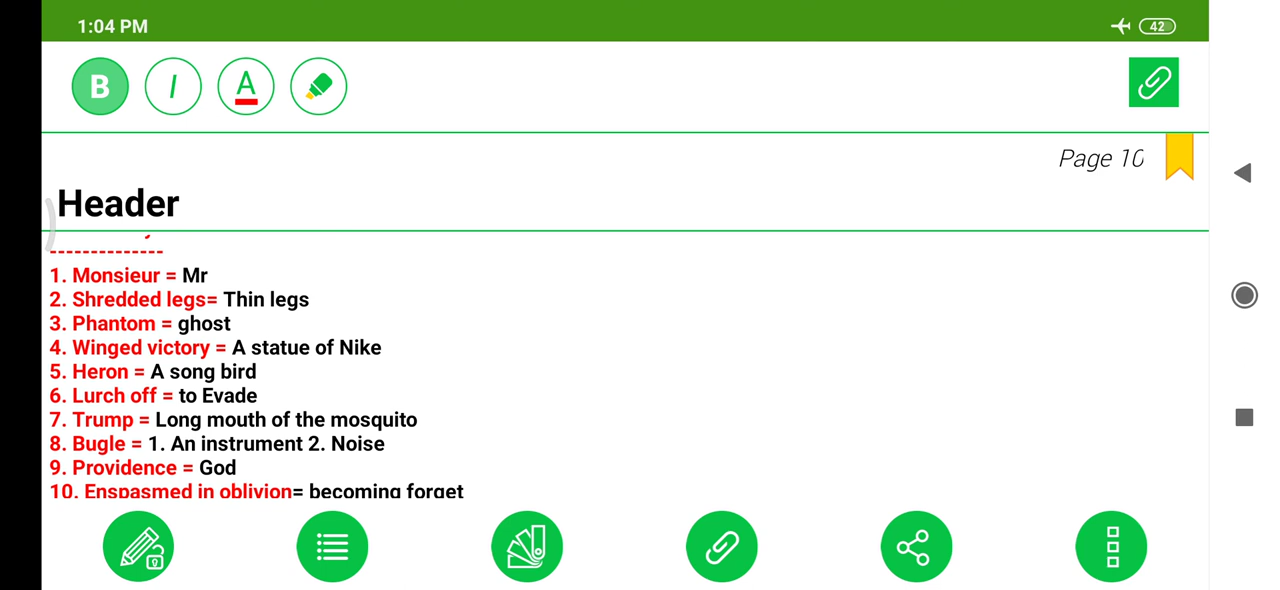 1:04 PM
42
B
I
A
Page 10
Header
--------------
1. Monsieur = Mr
2. Shredded legs= Thin legs
3. Phantom = ghost
4. Winged victory = A statue of Nike
5. Heron = A song bird
6. Lurch off = to Evade
7. Trump = Long mouth of the mosquito
8. Bugle = 1. An instrument 2. Noise
9. Providence = God
10. Enspasmed in oblivion= becoming forget